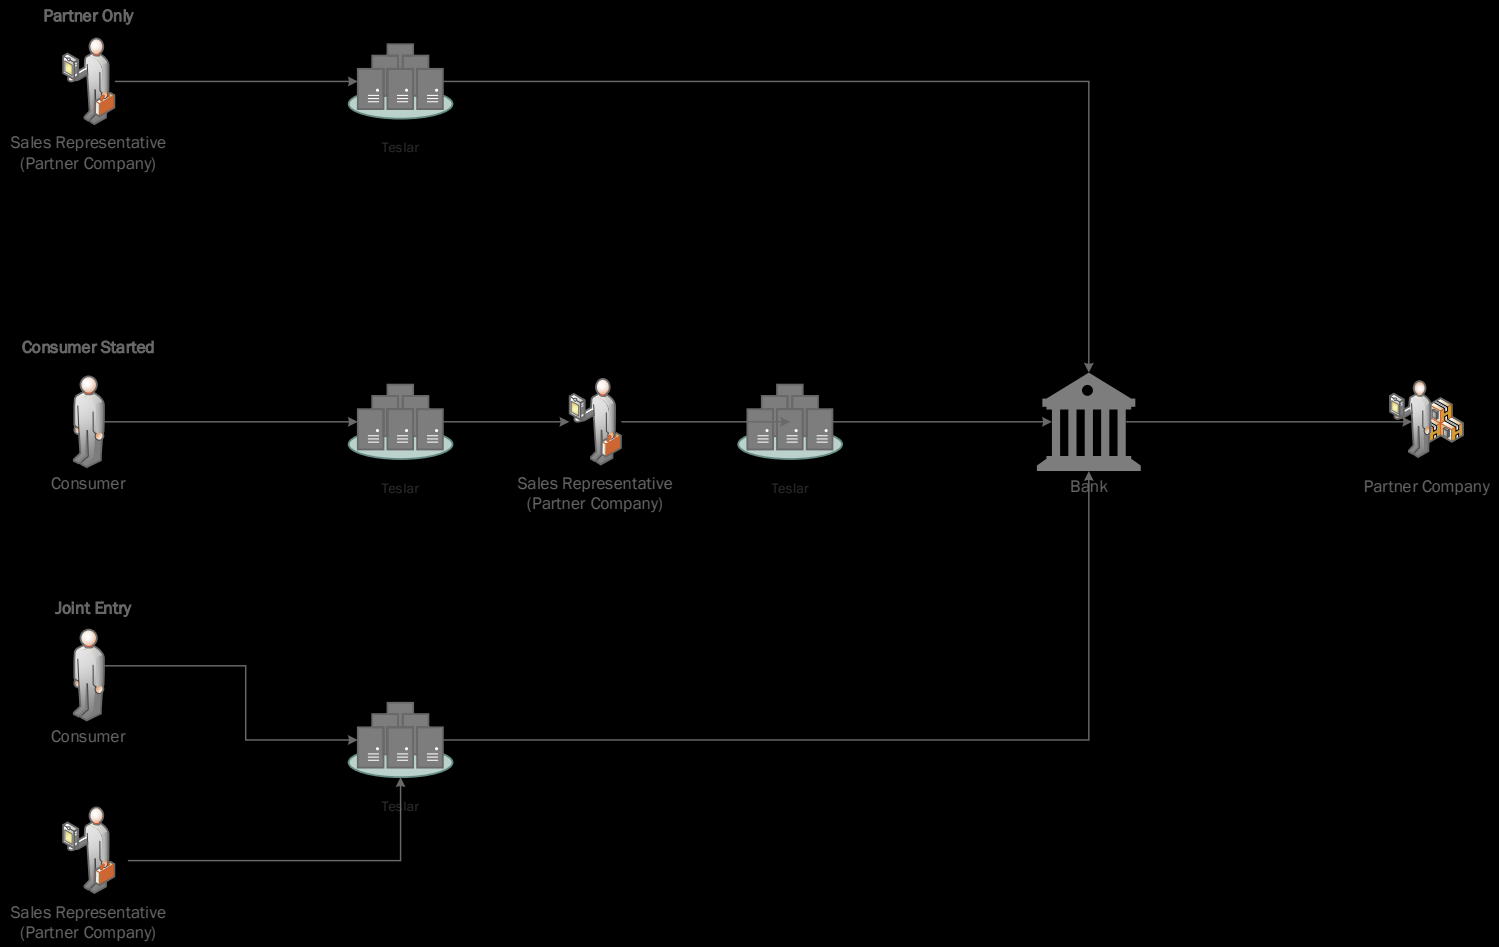 Partner Only
Sales Representative
(Partner Company)
Teslar
Consumer Started
Consumer
Teslar
Sales Representative
(Partner Company)
Teslar
Bank
Partner Company
Joint Entry
Consumer
Teslar
Sales Representative
(Partner Company)